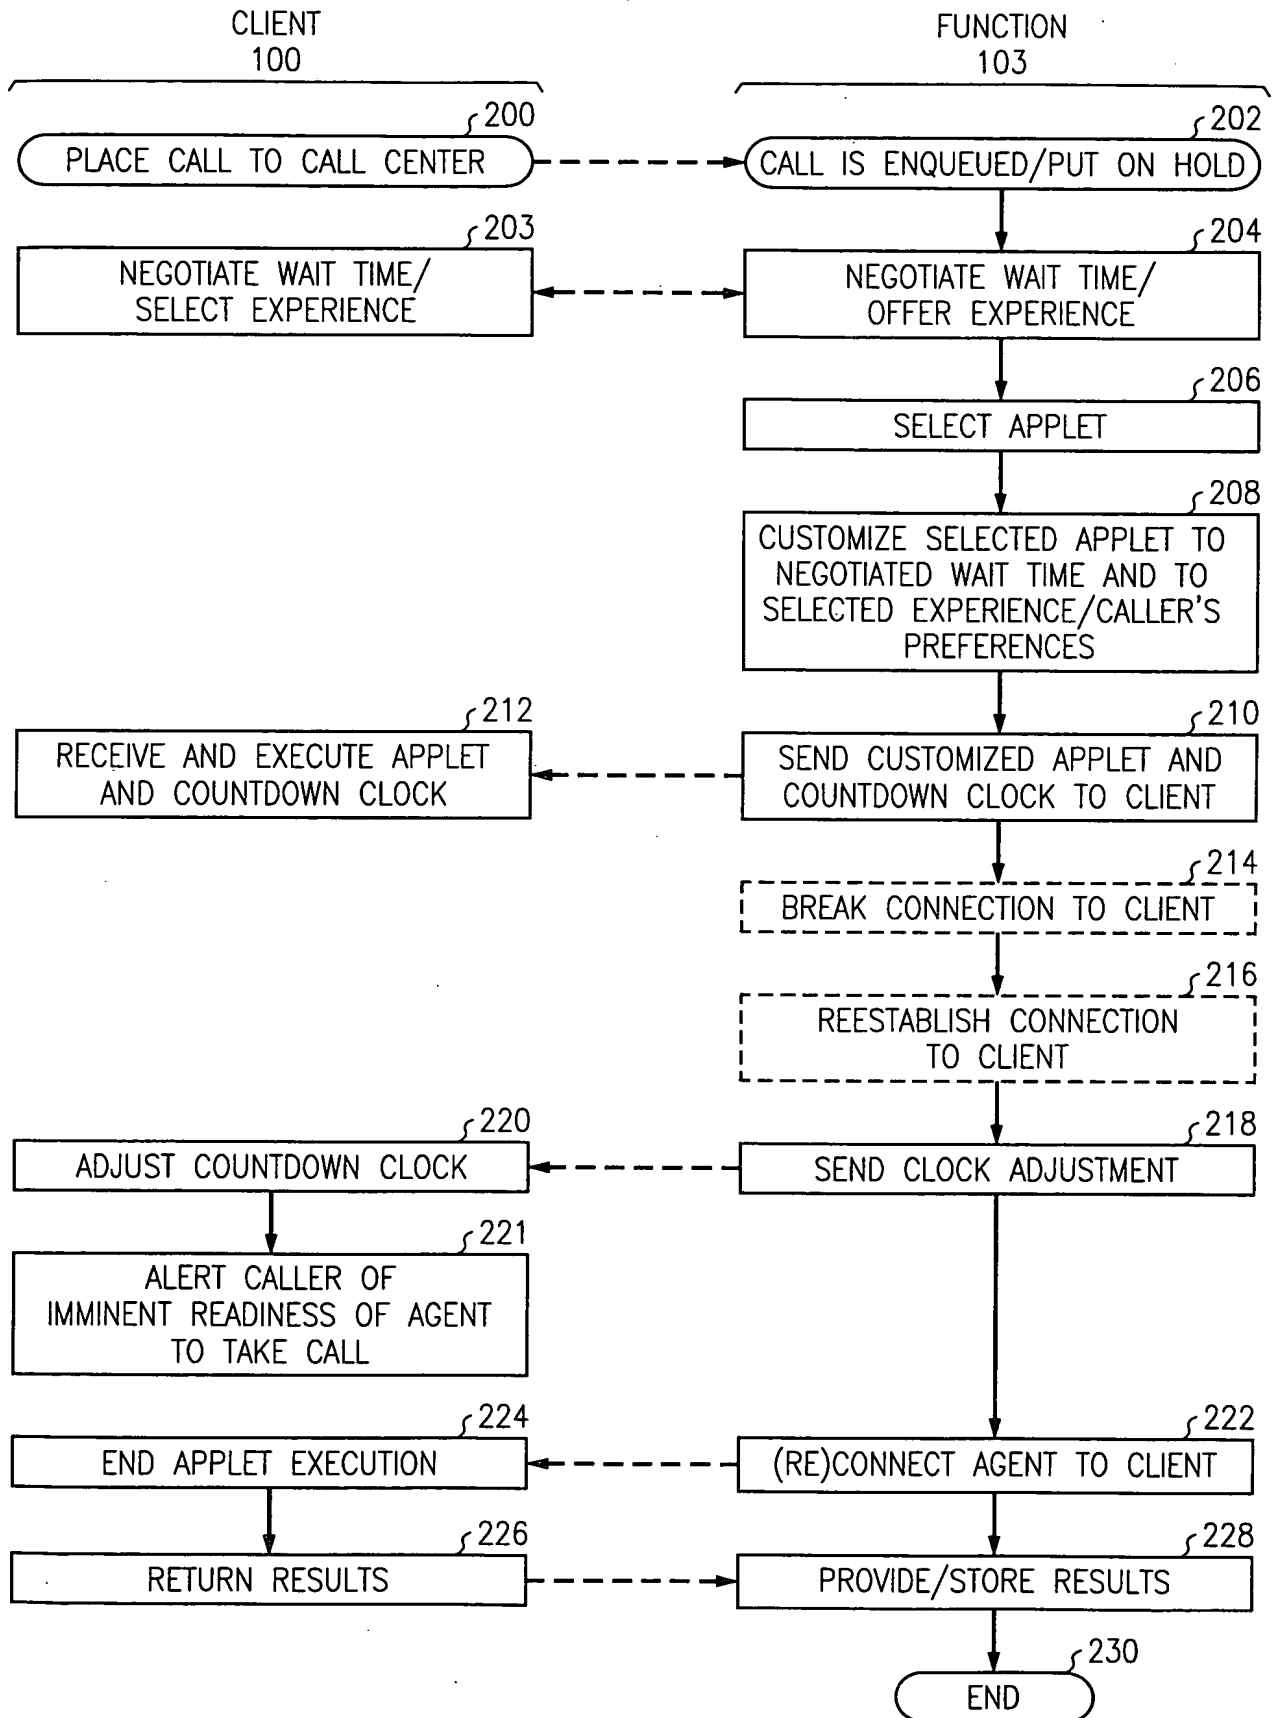 CLIENT
100
FUNCTION
103
200
PLACE CALL TO CALL CENTER
202
CALL IS ENQUEUED/PUT ON HOLD
203
NEGOTIATE WAIT TIME/
SELECT EXPERIENCE
204
NEGOTIATE WAIT TIME/
OFFER EXPERIENCE
206
SELECT APPLET
208
CUSTOMIZE SELECTED APPLET TO
NEGOTIATED WAIT TIME AND TO
SELECTED EXPERIENCE/CALLER'S
PREFERENCES
212
RECEIVE AND EXECUTE APPLET
AND COUNTDOWN CLOCK
210
SEND CUSTOMIZED APPLET AND
COUNTDOWN CLOCK TO CLIENT
214
BREAK CONNECTION TO CLIENT
216
REESTABLISH CONNECTION
TO CLIENT
220
ADJUST COUNTDOWN CLOCK
218
SEND CLOCK ADJUSTMENT
221
ALERT CALLER OF
IMMINENT READINESS OF AGENT
TO TAKE CALL
224
END APPLET EXECUTION
222
(RE)CONNECT AGENT TO CLIENT
226
RETURN RESULTS
228
PROVIDE/STORE RESULTS
230
END